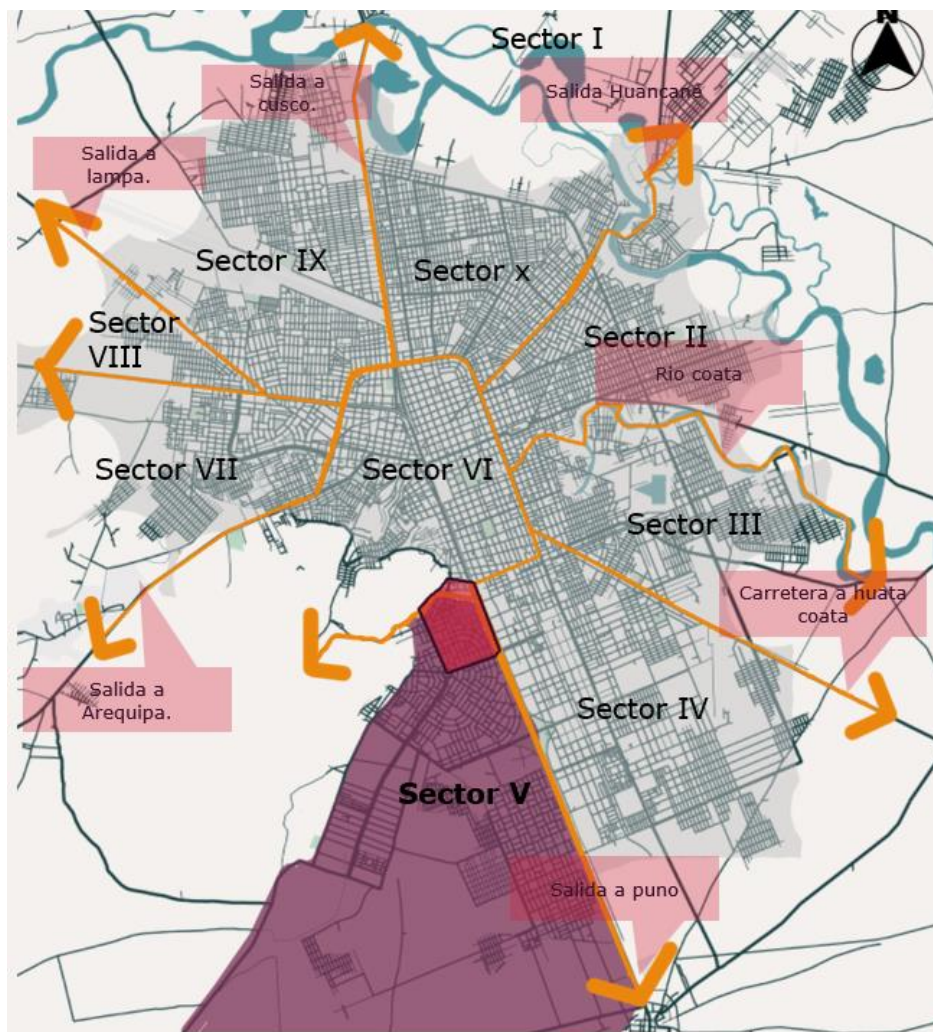 Sector I
N
Salida a
cusco.
Salida Huancané
Salida a
lampa.
Sector IX
Sector x
Sector
VIII
Sector II
Rio coata
Sector VII
Sector VI
Sector III
Carretera a huata
coata
Salida a
Arequipa.
Sector IV
Sector V
Salida a puno